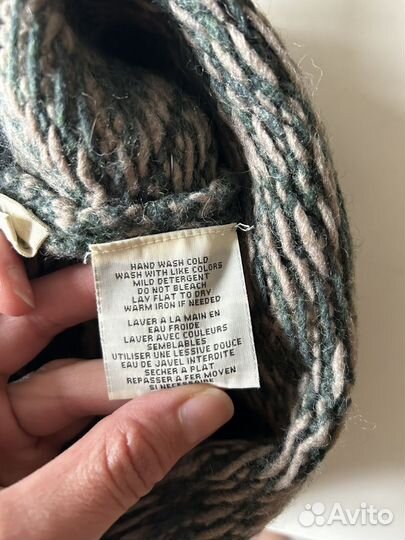 HAND WASH COLD
WASH WITH LIKE COLORS
MILD DETERGENT
DO NOT BLEACH
LAY FLAT TO DRY
WARM IRON IF NEEDED
LAVER A LA MAIN EN
EAU FROIDE
LAVER AVEC COULEURS
SEMBLABLES
UTILISER UNE LESSIVE DOUCE
EAU DE JAVEL INTERDITE
SECHER A PLAT
REPASSER A FER MOYEN
SI NECESSAIRE
Avito